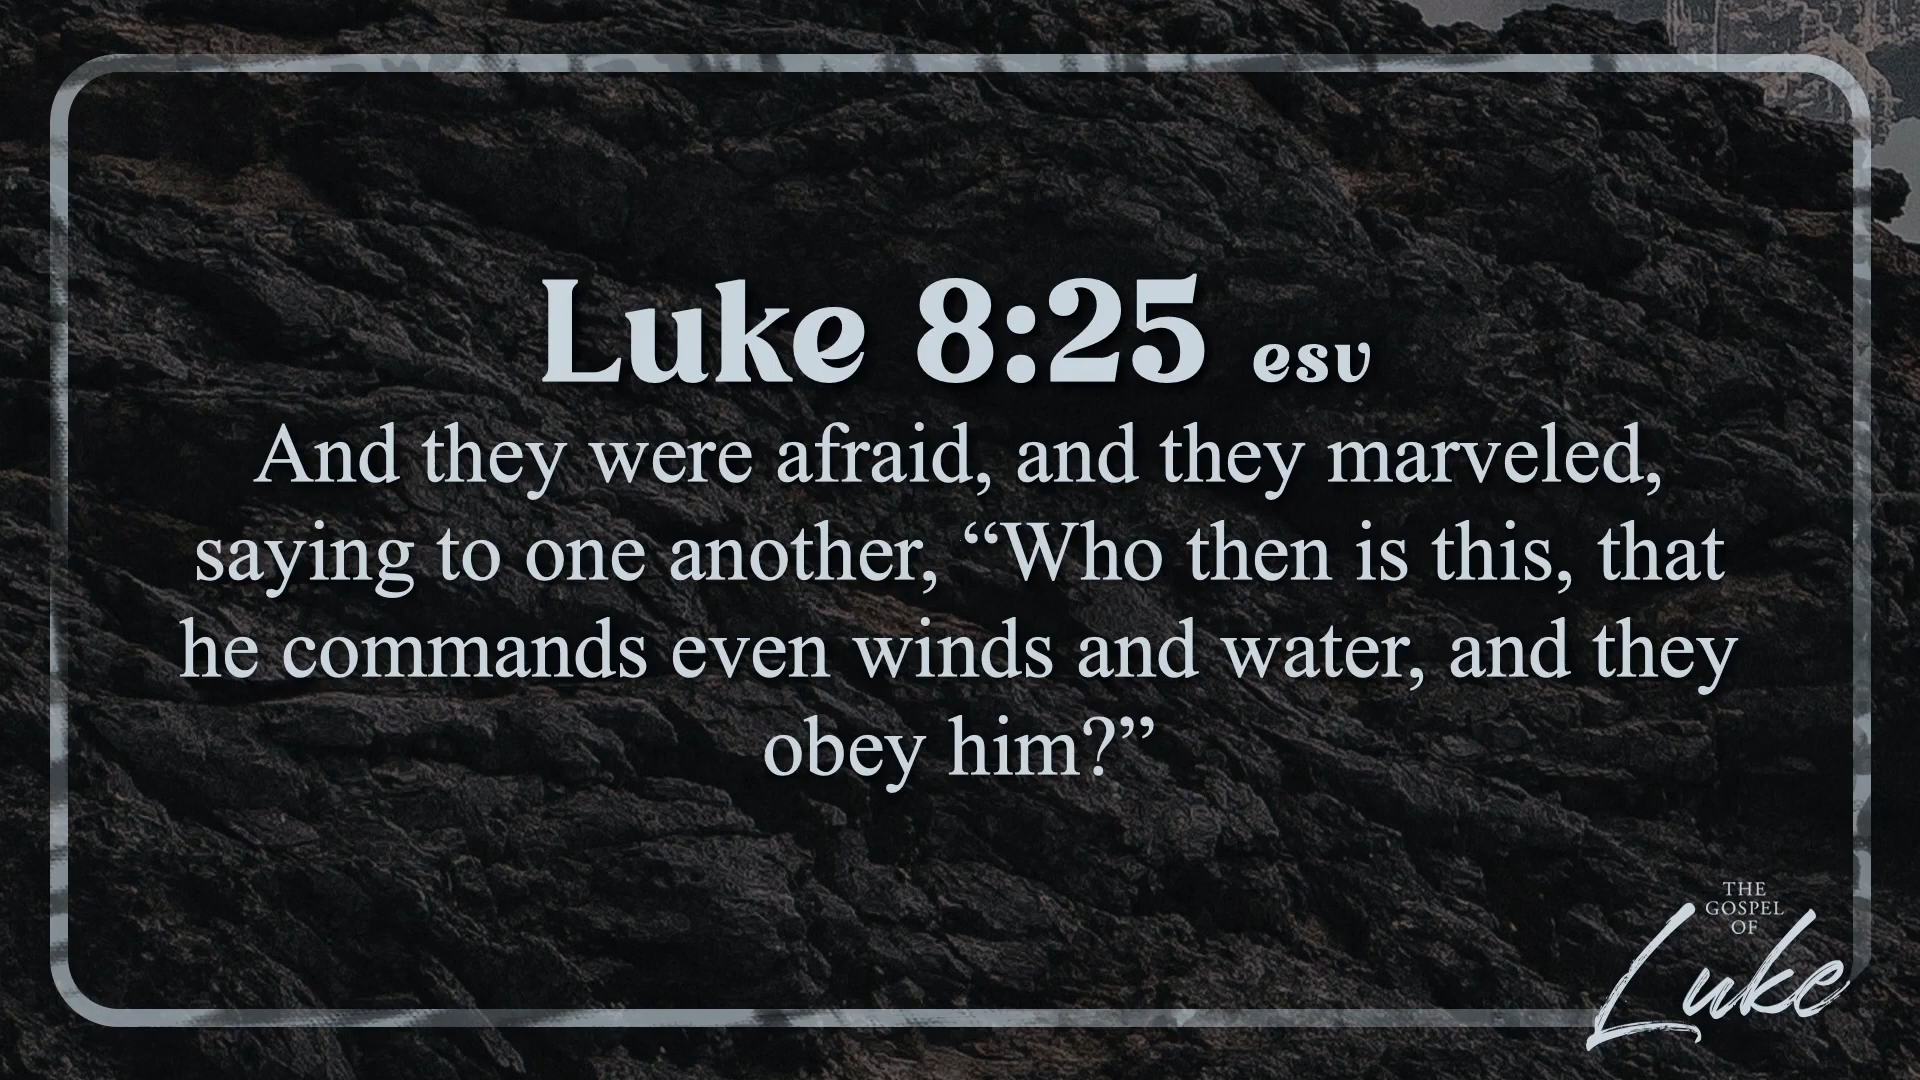 Luke 8:25 esv
And they were afraid, and they marveled,
saying to one another, “Who then is this, that
he commands even winds and water, and they
obey him?”
THE
GOSPEL
OF
Luke